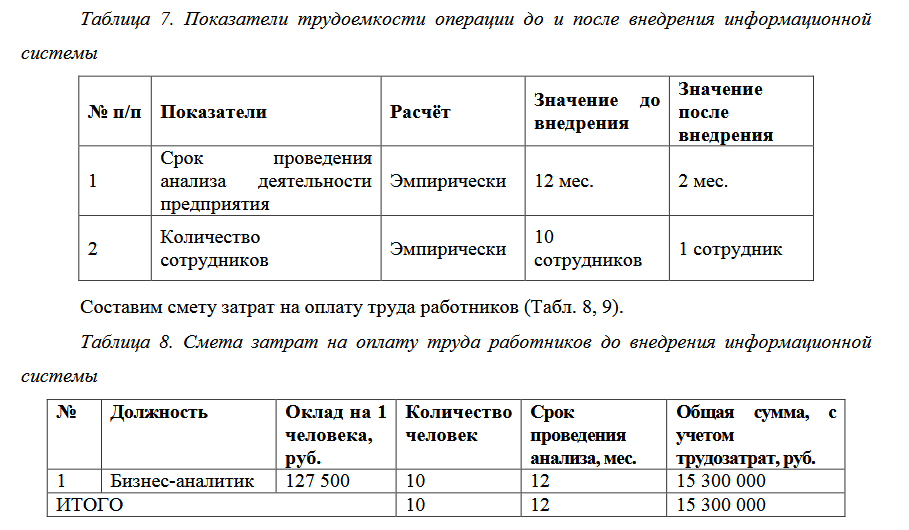 Таблица 7. Показатели трудоемкости операции до и после внедрения информационной
системы
№ п/п Показатели Расчёт Значение до внедрения Значение после внедрения
1 Срок проведения анализа деятельности предприятия Эмпирически 12 мес. 2 мес.
2 Количество сотрудников Эмпирически 10 сотрудников 1 сотрудник
Составим смету затрат на оплату труда работников (Табл. 8, 9).
Таблица 8. Смета затрат на оплату труда работников до внедрения информационной
системы
№ Должность Оклад на 1 человека, руб. Количество человек Срок проведения анализа, мес. Общая сумма, с учетом трудозатрат, руб.
1 Бизнес-аналитик 127 500 10 12 15 300 000
ИТОГО 10 12 15 300 000